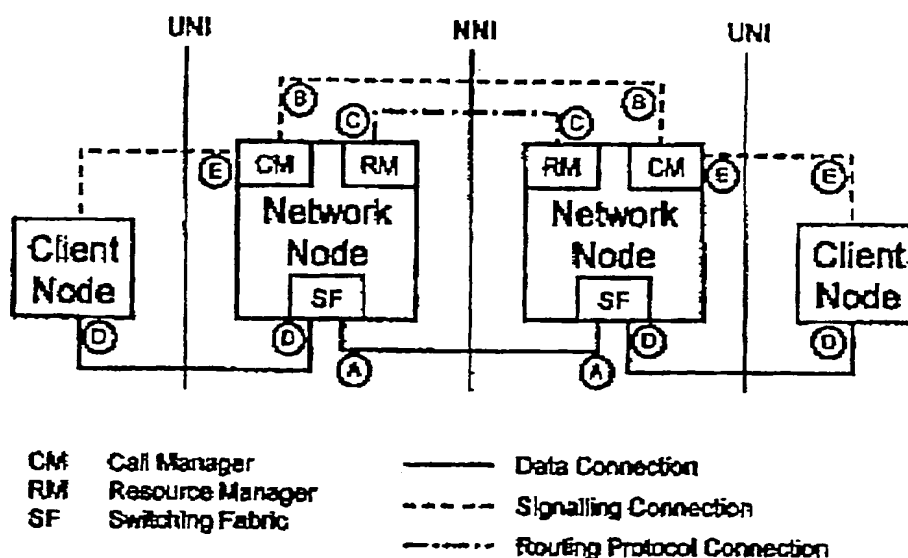 UNI
NNI
UNI
B
B
C
C
E
CM
RM
RM
CM
E
E
Client
Node
Network
Node
Network
Node
Client
Node
SF
SF
D
D
D
D
A
A
CM Call Manager
RM Resource Manager
SF Switching Fabric
Data Connection
Signalling Connection
Routing Protocol Connection